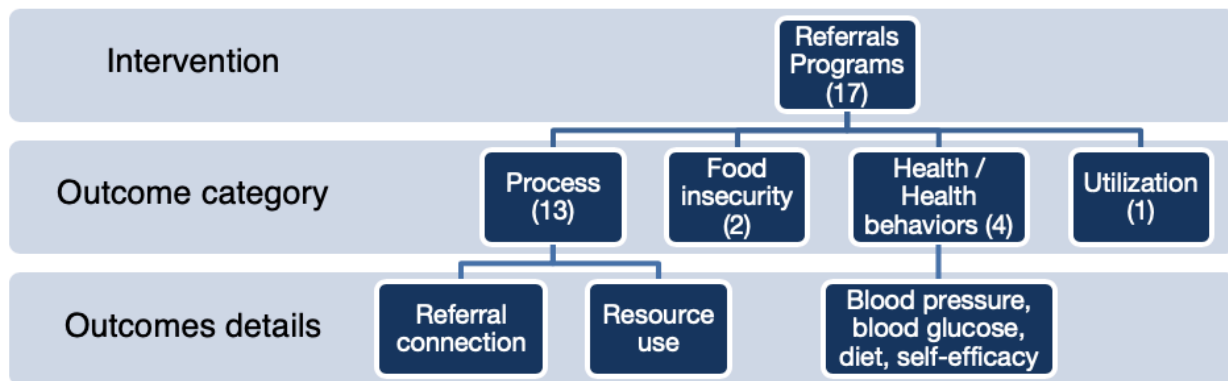 Intervention
Referrals
Programs
(17)
Outcome category
Process
(13)
Food
insecurity
(2)
Health /
Health
behaviors (4)
Utilization
(1)
Outcomes details
Referral
connection
Resource
use
Blood pressure,
blood glucose,
diet, self-efficacy